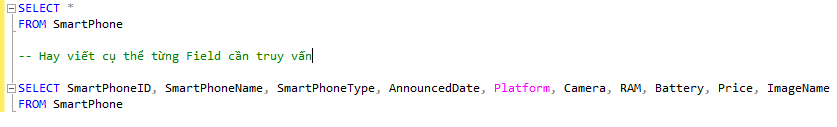 SELECT *
FROM SmartPhone
-- Hay viết cụ thể từng Field cần truy vấn
SELECT SmartPhoneID, SmartPhoneName, SmartPhoneType, AnnouncedDate, Platform, Camera, RAM, Battery, Price, ImageName
FROM SmartPhone